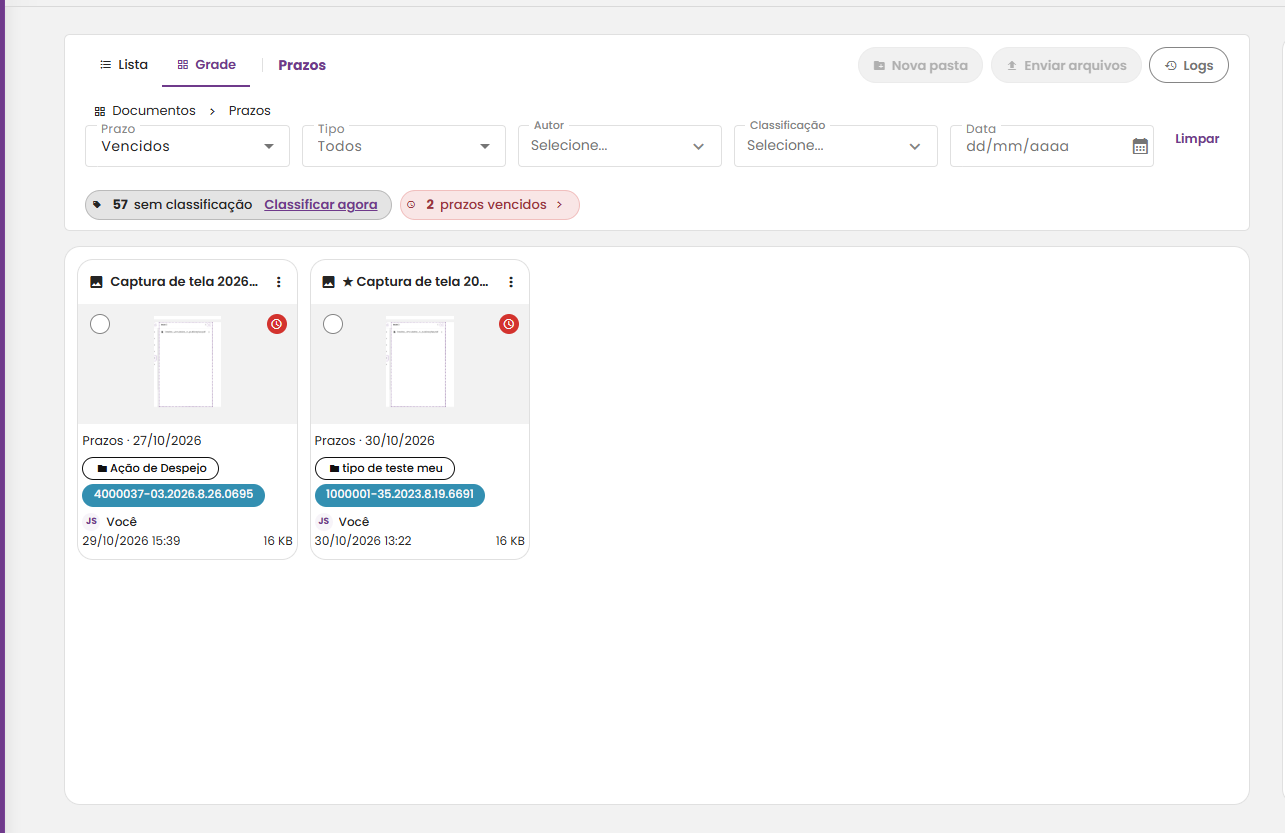 Lista Grade Prazos Nova pasta Enviar arquivos Logs
Documentos > Prazos
Prazo Tipo Autor Classificação Data
Vencidos Todos Selecione... Selecione... dd/mm/aaaa Limpar
57 sem classificação Classificar agora 2 prazos vencidos >
Captura de tela 2026...
Prazos · 27/10/2026
Ação de Despejo
4000037-03.2026.8.26.0695
JS Você
29/10/2026 15:39 16 KB
★ Captura de tela 20...
Prazos · 30/10/2026
tipo de teste meu
1000001-35.2023.8.19.6691
JS Você
30/10/2026 13:22 16 KB